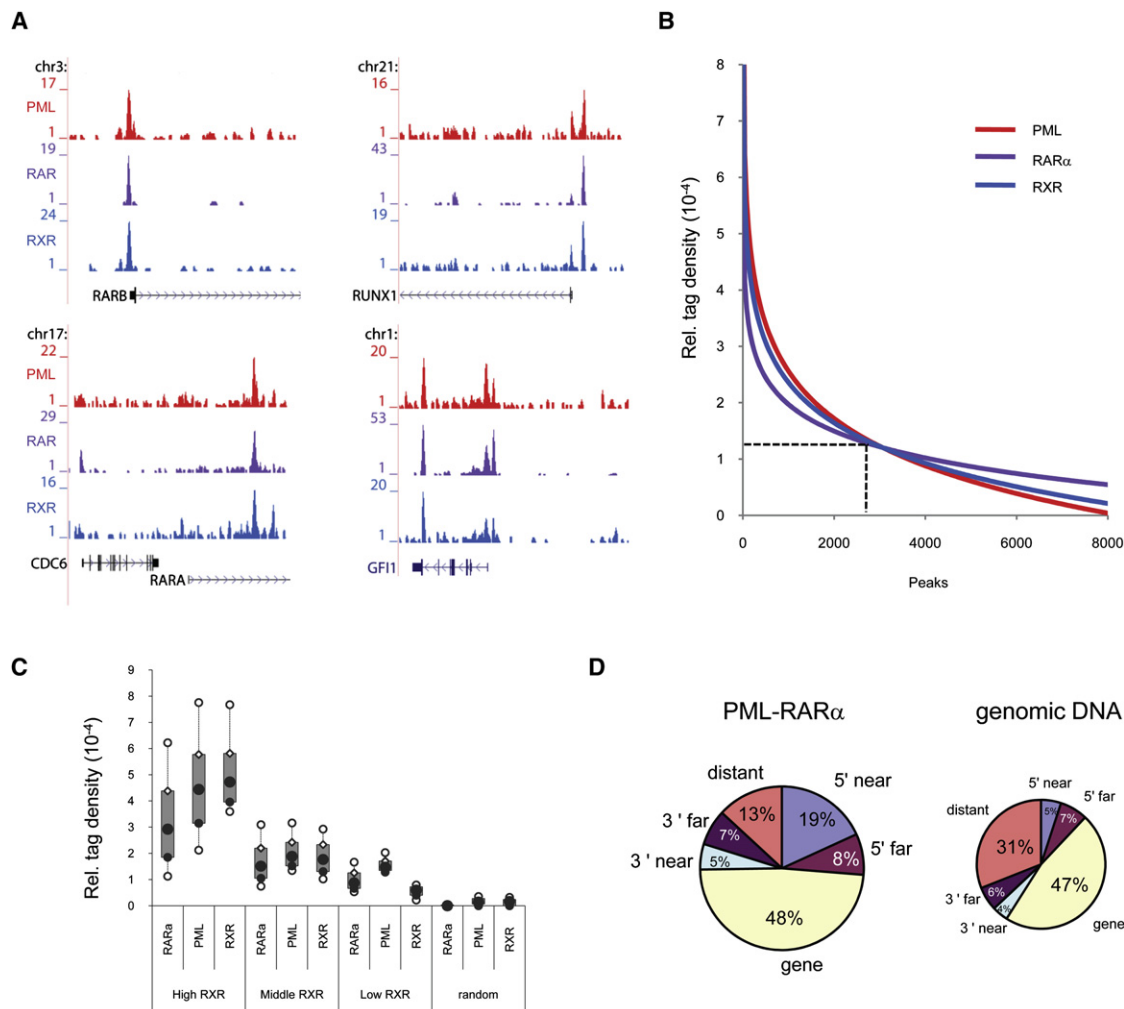 A
chr3:
17
PML
1
19
RAR
1
24
RXR
1
RARB
chr21:
16
1
43
1
19
1
RUNX1
chr17:
22
PML
1
29
RAR
1
16
RXR
1
CDC6
RARA
chr1:
20
1
53
1
20
1
GFI1
B
8
7
6
5
4
3
2
1
0
Rel. tag density (10-4)
PML
RARα
RXR
0 2000 4000 6000 8000
Peaks
C
9
8
7
6
5
4
3
2
1
0
Rel. tag density (10-4)
RARa PML RXR RARa PML RXR RARa PML RXR RARa PML RXR
High RXR Middle RXR Low RXR random
D
PML-RARα
distant
13%
5' near
19%
3 ' far
7%
5' far
8%
3 ' near
5%
48%
gene
genomic DNA
5' near
5%
5' far
7%
distant
31%
47%
3 ' far
6%
3 ' near
4%
gene